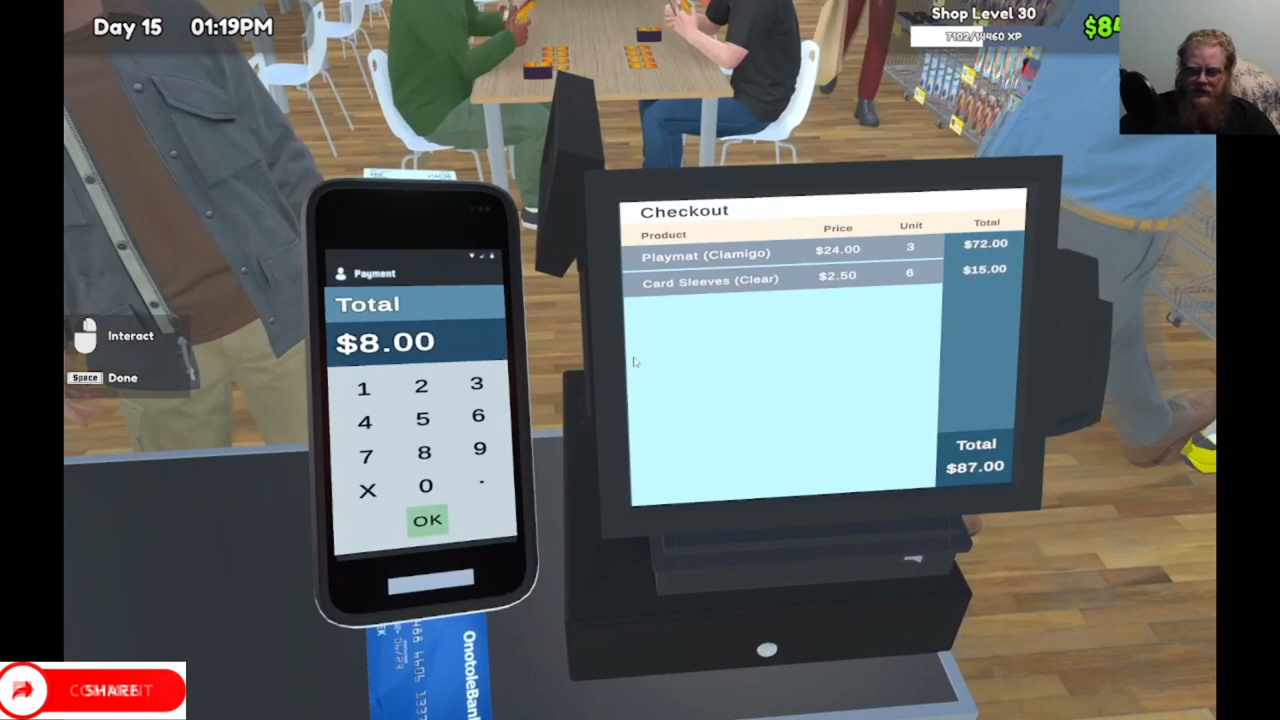 Day 15 01:19PM
Shop Level 30
7102/14460 XP
Interact
Space Done
Payment
Total
$8.00
1 2 3
4 5 6
7 8 9
X 0 .
OK
Checkout
Product Price Unit Total
Playmat (Clamigo) $24.00 3 $72.00
Card Sleeves (Clear) $2.50 6 $15.00
Total
$87.00
OnotoleBank
SHARE